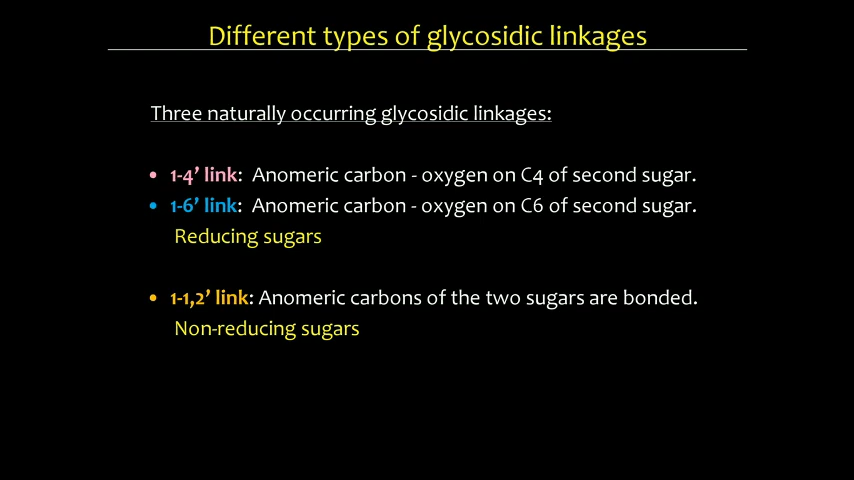 Different types of glycosidic linkages
Three naturally occurring glycosidic linkages:
• 1-4’ link: Anomeric carbon - oxygen on C4 of second sugar.
• 1-6’ link: Anomeric carbon - oxygen on C6 of second sugar.
Reducing sugars
• 1-1,2’ link: Anomeric carbons of the two sugars are bonded.
Non-reducing sugars